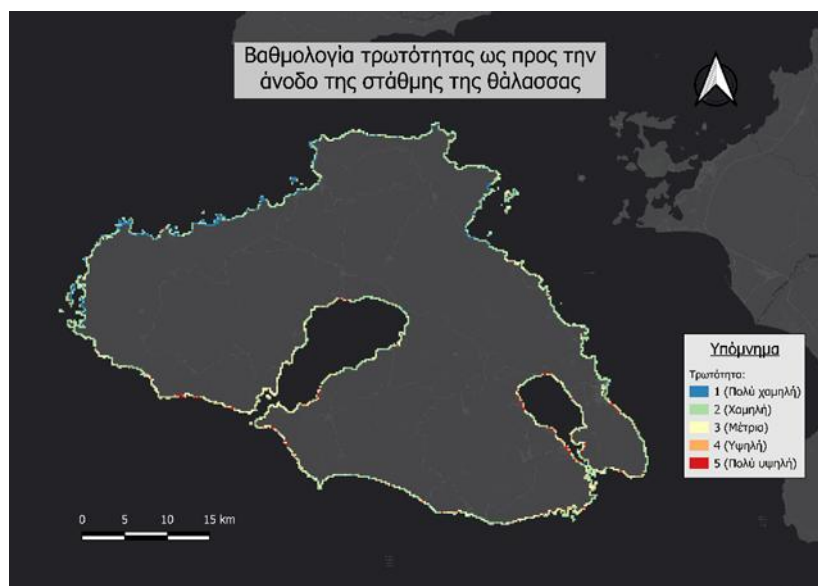 Βαθμολογία τρωτότητας ως προς την
άνοδο της στάθμης της θάλασσας
Υπόμνημα
Τρωτότητα:
1 (Πολύ χαμηλή)
2 (Χαμηλή)
3 (Μέτρια)
4 (Υψηλή)
5 (Πολύ υψηλή)
0 5 10 15 km